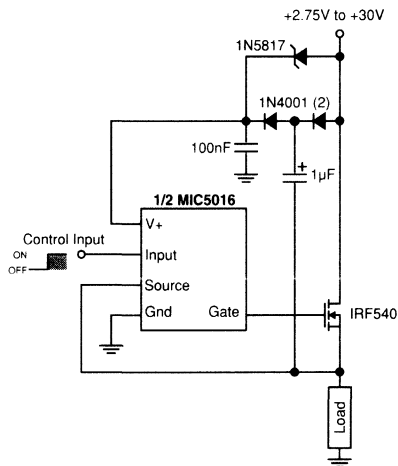 +2.75V to +30V
1N5817
1N4001 (2)
100nF
+
1µF
1/2 MIC5016
V+
Control Input
ON
OFF
Input
Source
Gnd
Gate
IRF540
Load